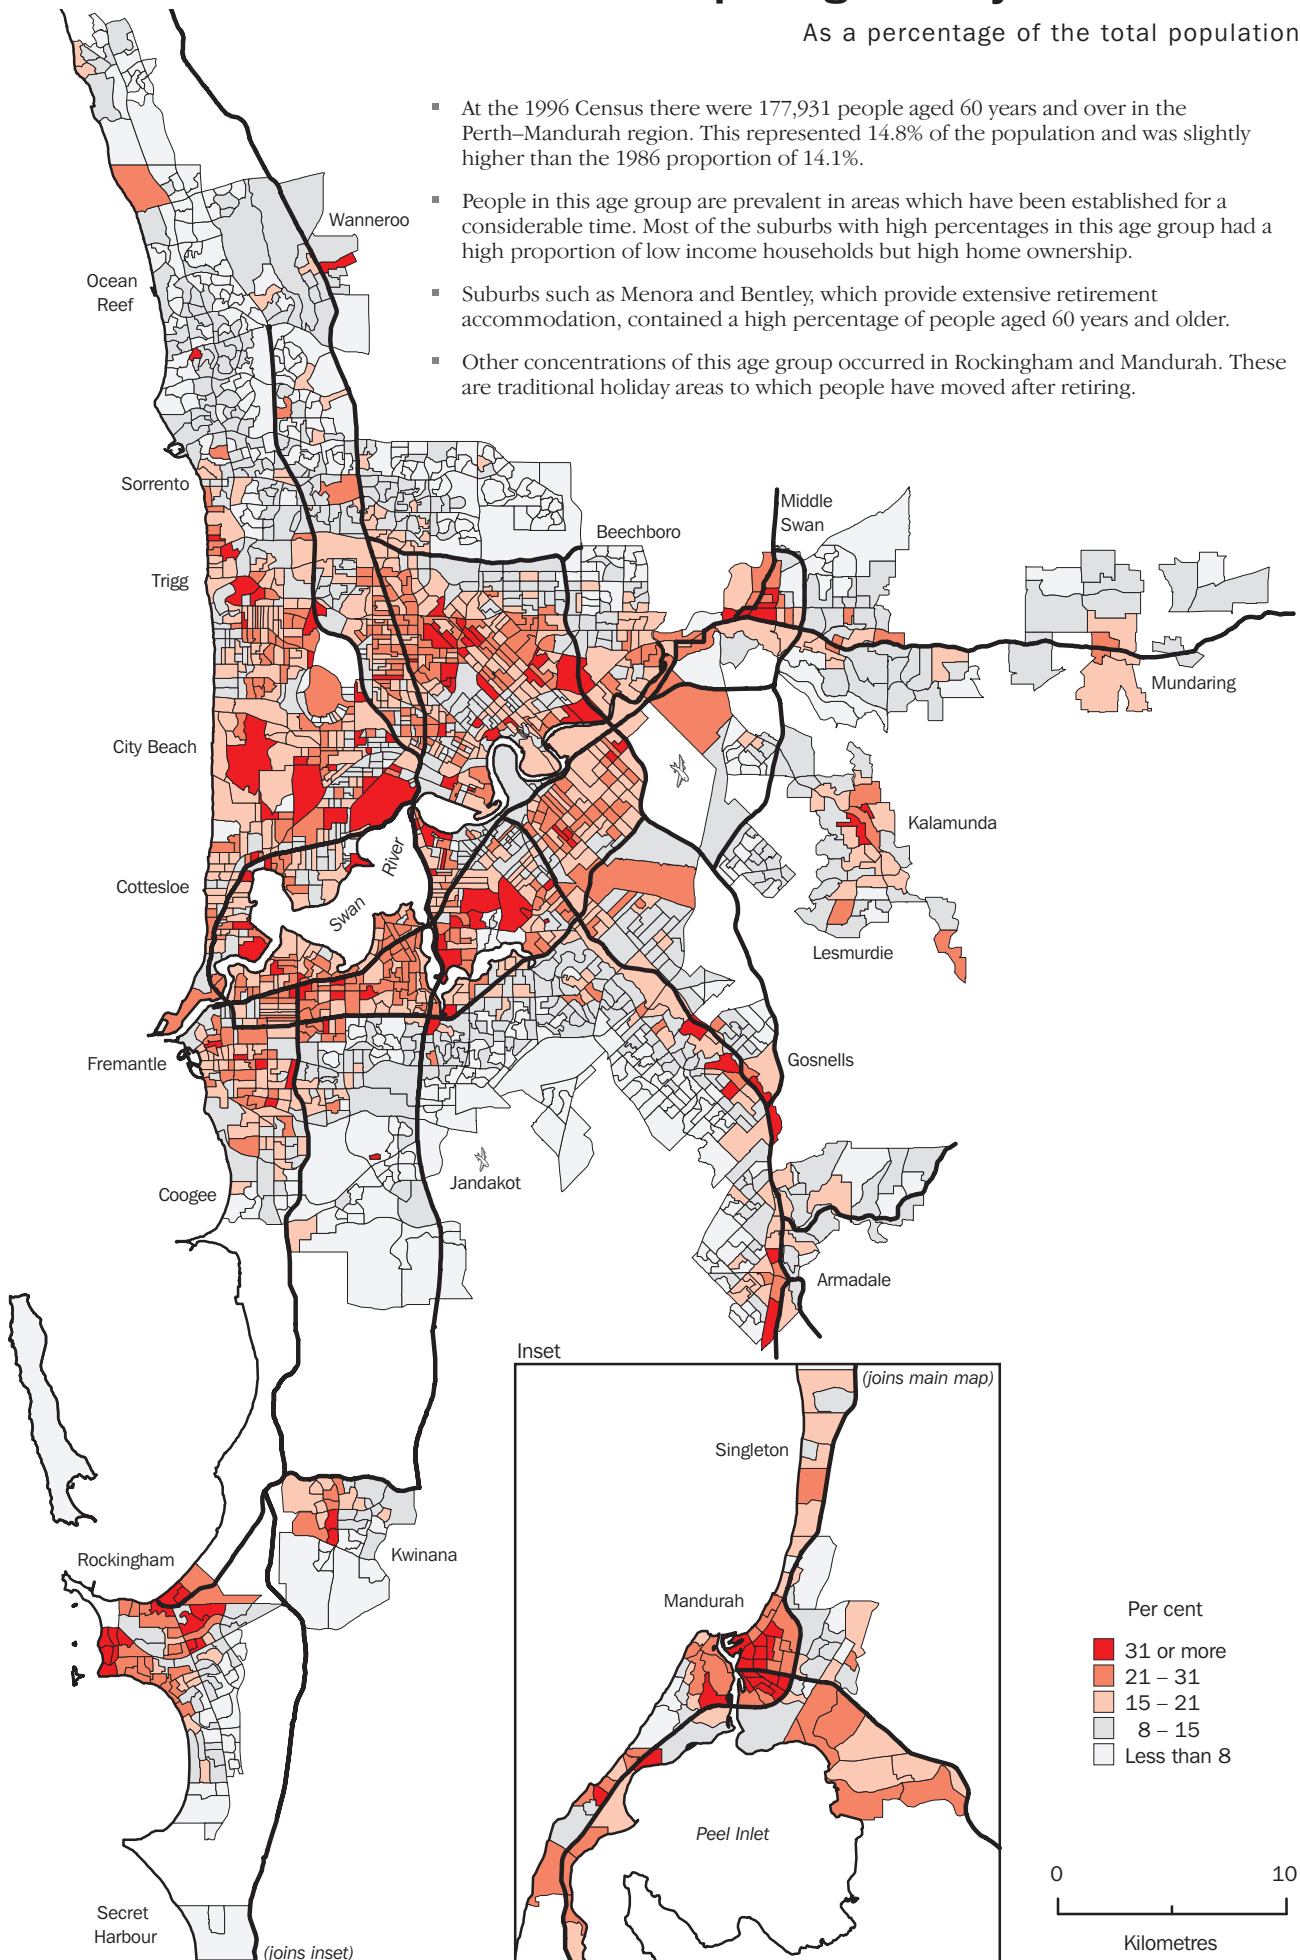 As a percentage of the total population
▪ At the 1996 Census there were 177,931 people aged 60 years and over in the
Perth–Mandurah region. This represented 14.8% of the population and was slightly
higher than the 1986 proportion of 14.1%.
▪ People in this age group are prevalent in areas which have been established for a
considerable time. Most of the suburbs with high percentages in this age group had a
high proportion of low income households but high home ownership.
▪ Suburbs such as Menora and Bentley, which provide extensive retirement
accommodation, contained a high percentage of people aged 60 years and older.
▪ Other concentrations of this age group occurred in Rockingham and Mandurah. These
are traditional holiday areas to which people have moved after retiring.
Wanneroo
Ocean
Reef
Sorrento
Middle
Swan
Beechboro
Trigg
Mundaring
City Beach
Kalamunda
River
Cottesloe
Swan
Lesmurdie
Fremantle
Gosnells
Jandakot
Coogee
Armadale
Inset
(joins main map)
Singleton
Rockingham
Kwinana
Mandurah
Per cent
31 or more
21 – 31
15 – 21
8 – 15
Less than 8
Peel Inlet
0 10
Kilometres
Secret
Harbour
(joins inset)